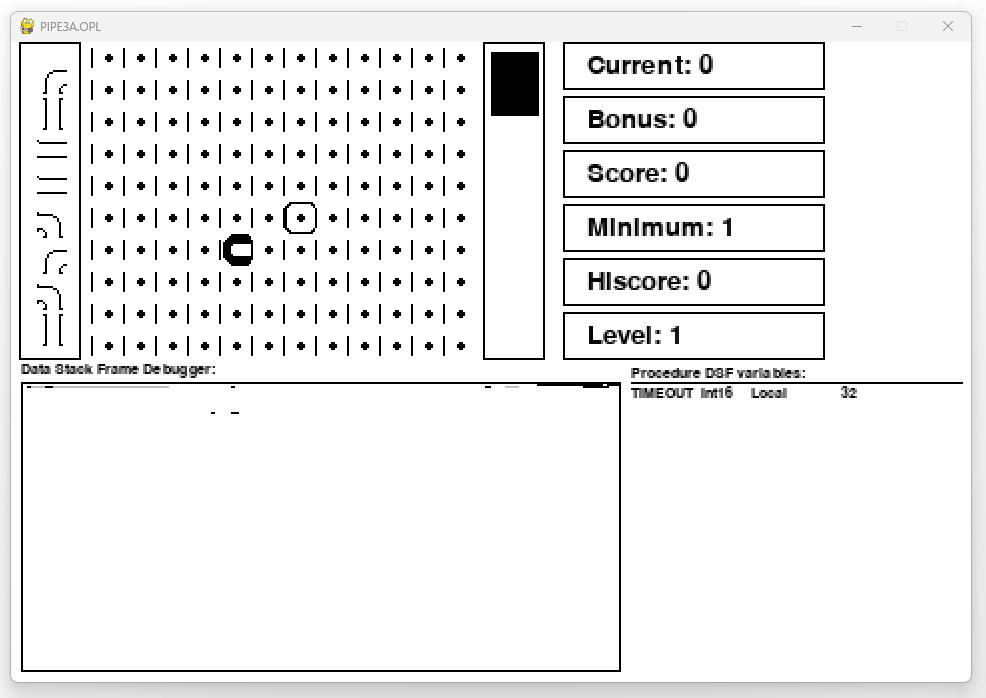 PIPE3A.OPL
Current: 0
Bonus: 0
Score: 0
Minimum: 1
Hiscore: 0
Level: 1
Data Stack Frame Debugger:
Procedure DSF variables:
TIMEOUT Int16 Local 32